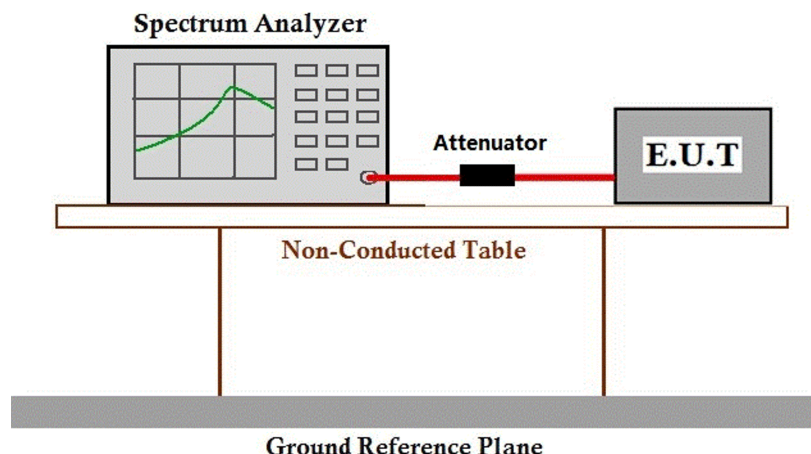 Spectrum Analyzer
Attenuator
E.U.T
Non-Conducted Table
Ground Reference Plane